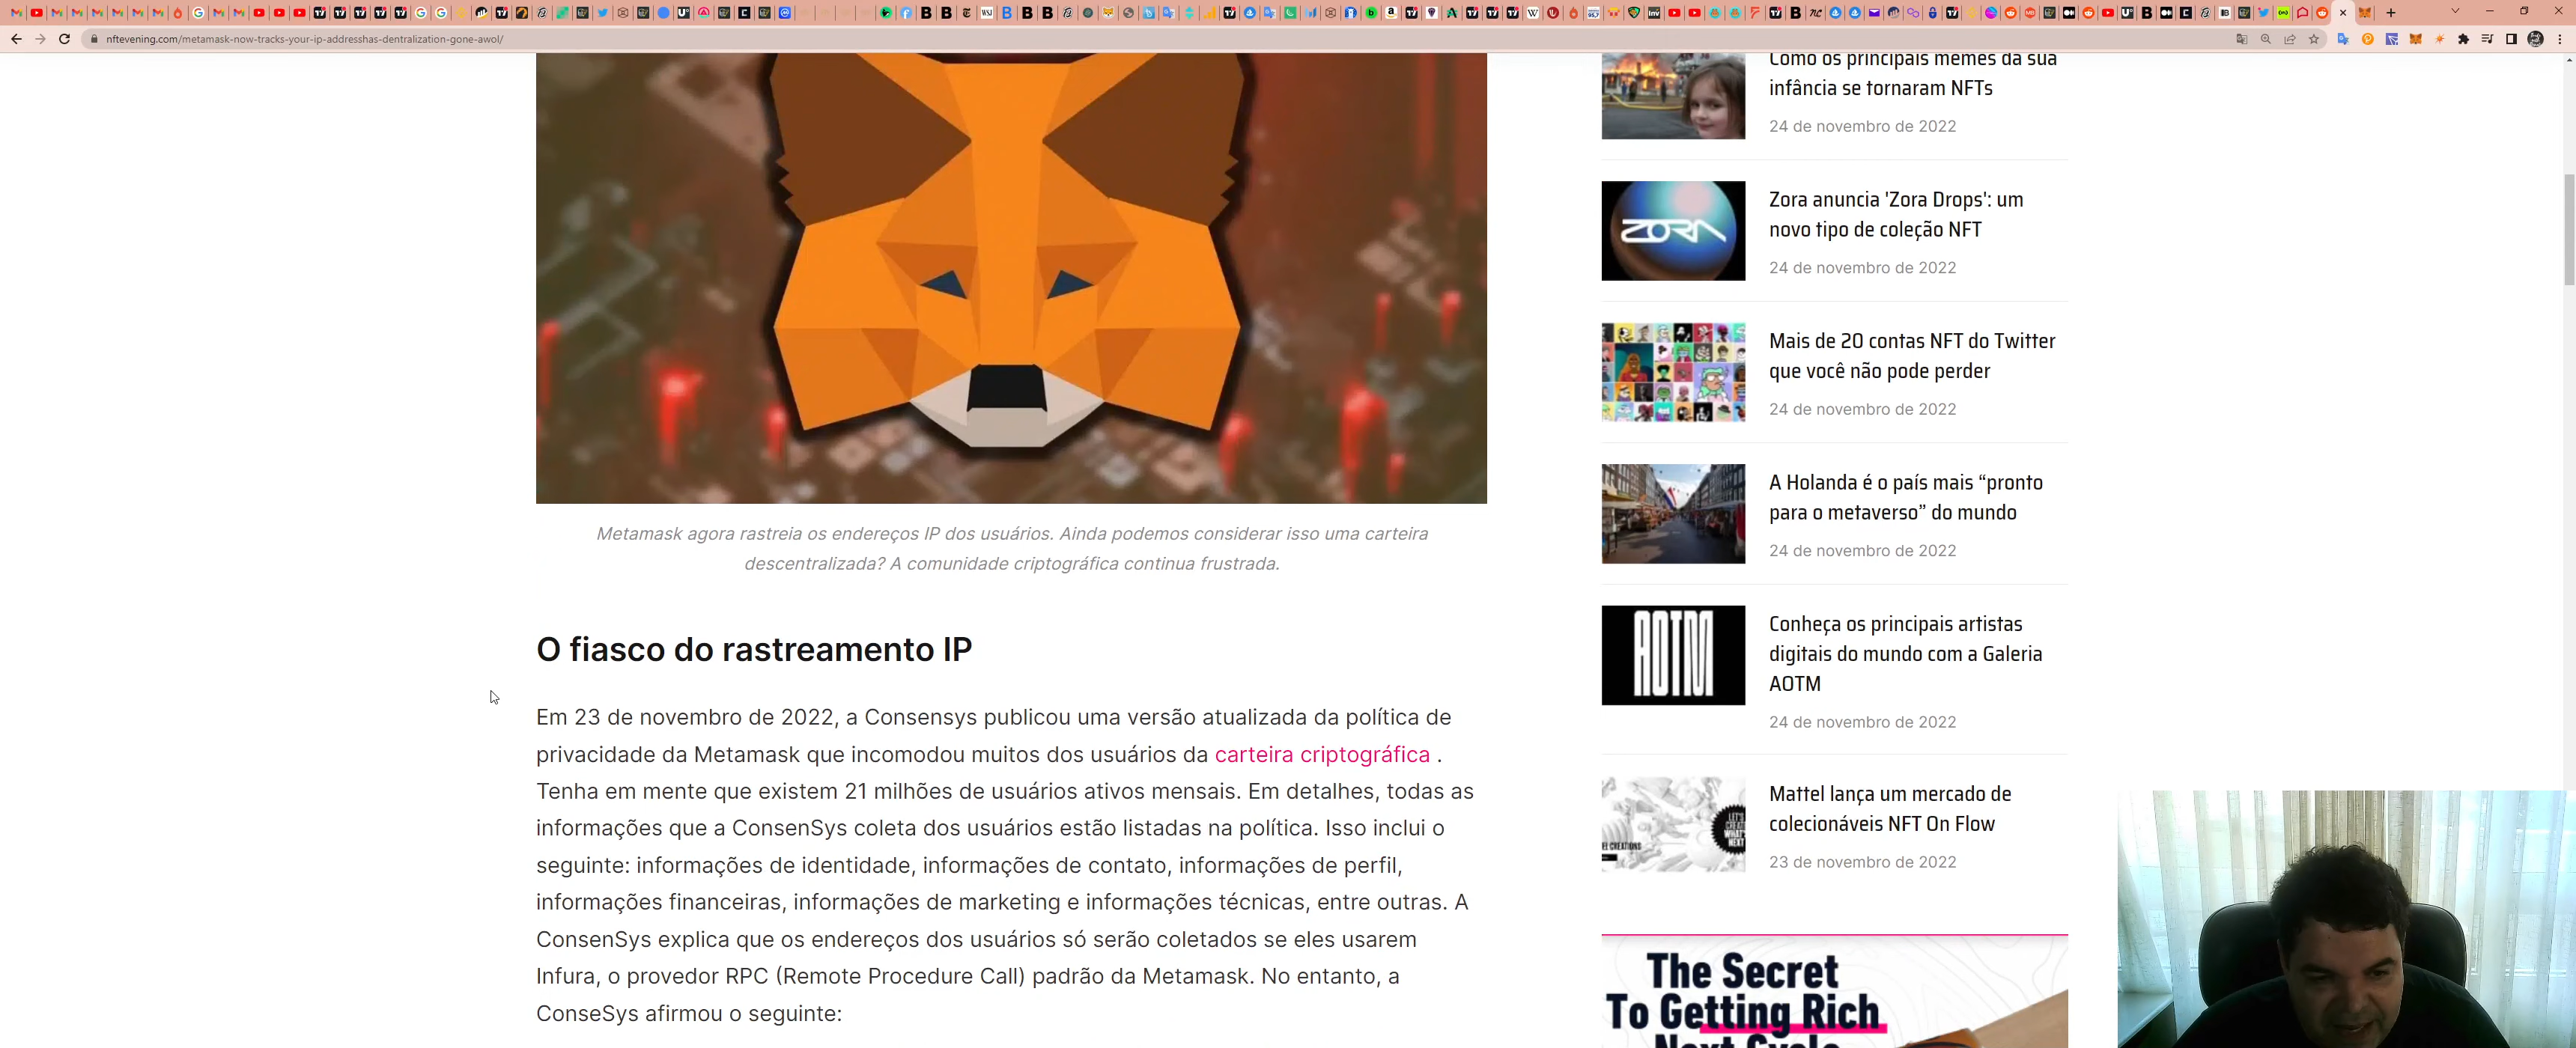 nftevening.com/metamask-now-tracks-your-ip-addresshas-dentralization-gone-awol/
Metamask agora rastreia os endereços IP dos usuários. Ainda podemos considerar isso uma carteira
descentralizada? A comunidade criptográfica continua frustrada.
O fiasco do rastreamento IP
Em 23 de novembro de 2022, a Consensys publicou uma versão atualizada da política de
privacidade da Metamask que incomodou muitos dos usuários da carteira criptográfica .
Tenha em mente que existem 21 milhões de usuários ativos mensais. Em detalhes, todas as
informações que a ConsenSys coleta dos usuários estão listadas na política. Isso inclui o
seguinte: informações de identidade, informações de contato, informações de perfil,
informações financeiras, informações de marketing e informações técnicas, entre outras. A
ConsenSys explica que os endereços dos usuários só serão coletados se eles usarem
Infura, o provedor RPC (Remote Procedure Call) padrão da Metamask. No entanto, a
ConseSys afirmou o seguinte:
Como os principais memes da sua
infância se tornaram NFTs
24 de novembro de 2022
ZORA
Zora anuncia 'Zora Drops': um
novo tipo de coleção NFT
24 de novembro de 2022
Mais de 20 contas NFT do Twitter
que você não pode perder
24 de novembro de 2022
A Holanda é o país mais “pronto
para o metaverso” do mundo
24 de novembro de 2022
AOTM
Conheça os principais artistas
digitais do mundo com a Galeria
AOTM
24 de novembro de 2022
Mattel lança um mercado de
colecionáveis NFT On Flow
23 de novembro de 2022
The Secret
To Getting Rich
Next Cycle